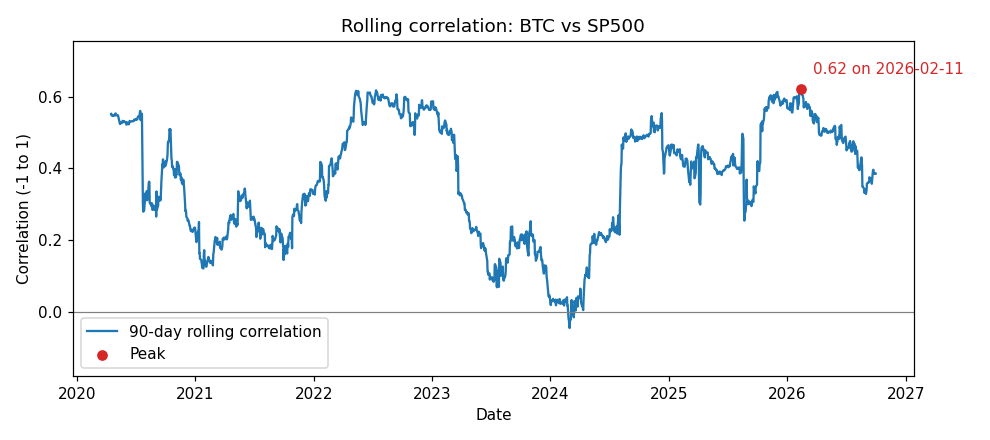 Rolling correlation: BTC vs SP500
0.62 on 2026-02-11
Correlation (-1 to 1)
0.6
0.4
0.2
0.0
90-day rolling correlation
Peak
2020
2021
2022
2023
2024
2025
2026
2027
Date